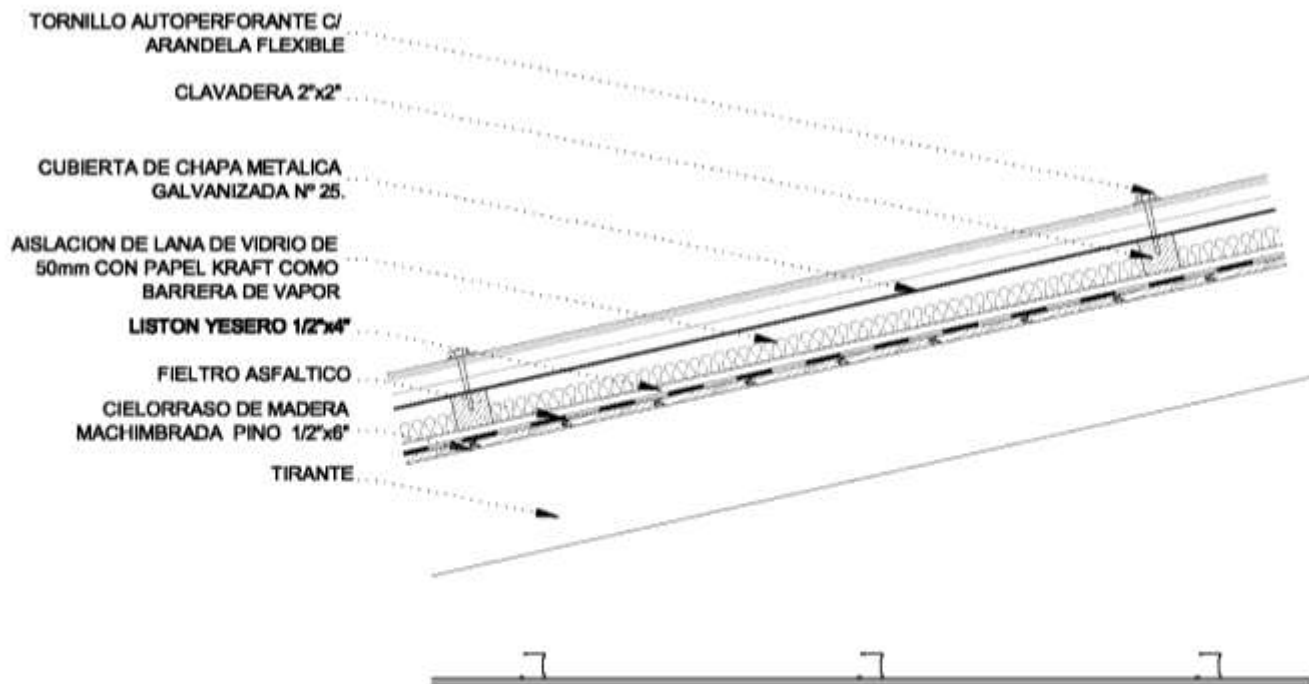 TORNILLO AUTOPERFORANTE C/
ARANDELA FLEXIBLE
CLAVADERA 2"x2"
CUBIERTA DE CHAPA METALICA
GALVANIZADA Nº 25.
AISLACION DE LANA DE VIDRIO DE
50mm CON PAPEL KRAFT COMO
BARRERA DE VAPOR
LISTON YESERO 1/2"x4"
FIELTRO ASFALTICO
CIELORRASO DE MADERA
MACHIMBRADA PINO 1/2"x6"
TIRANTE